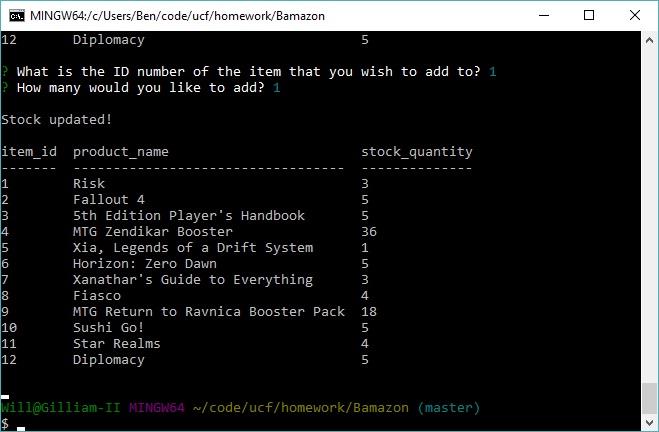 MINGW64:/c/Users/Ben/code/ucf/homework/Bamazon
12       Diplomacy                          5
? What is the ID number of the item that you wish to add to? 1
? How many would you like to add? 1
Stock updated!
item_id  product_name                       stock_quantity
-------  ----------------------------------  --------------
1        Risk                               3
2        Fallout 4                          5
3        5th Edition Player's Handbook      5
4        MTG Zendikar Booster               36
5        Xia, Legends of a Drift System     1
6        Horizon: Zero Dawn                 5
7        Xanathar's Guide to Everything     3
8        Fiasco                             4
9        MTG Return to Ravnica Booster Pack  18
10       Sushi Go!                          5
11       Star Realms                        4
12       Diplomacy                          5
Will@Gilliam-II MINGW64 ~/code/ucf/homework/Bamazon (master)
$